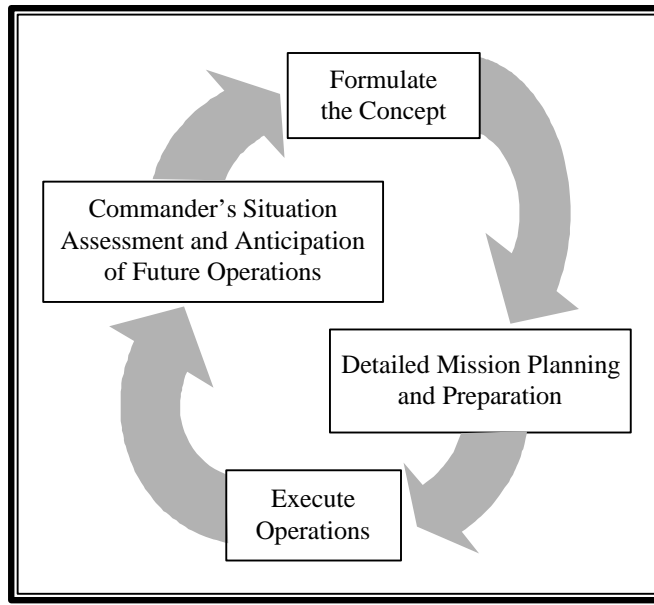 Formulate
the Concept
Commander’s Situation
Assessment and Anticipation
of Future Operations
Detailed Mission Planning
and Preparation
Execute
Operations